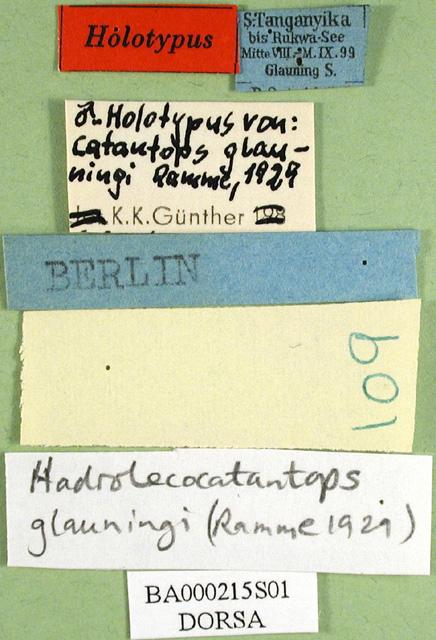 Holotypus
S. Tanganyika
bis Rukwa-See
Mitte VIII.-M. IX. 99
Glauning S.
♂-Holotypus von:
Catantops glau-
ningi Ramme, 1929
K.K.Günther 198
BERLIN
109
Hadrolecocatantops
glauningi (Ramme 1929)
BA000215S01
DORSA